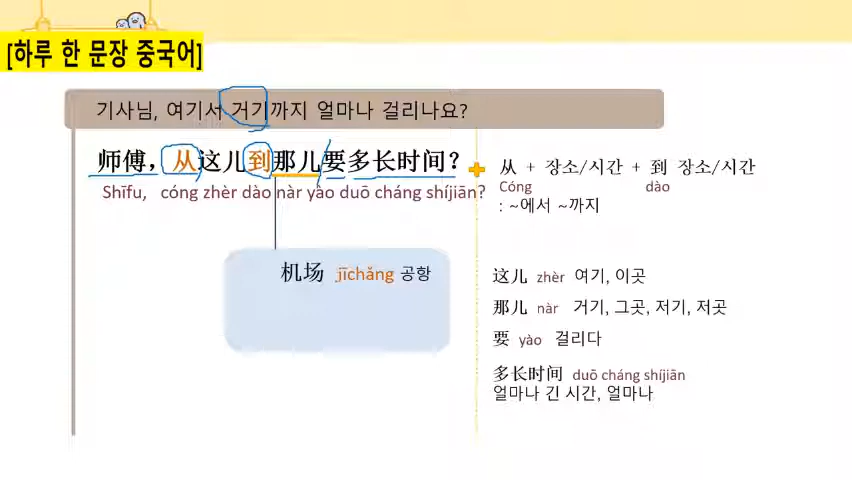 [하루 한 문장 중국어]
기사님, 여기서 거기까지 얼마나 걸리나요?
师傅，从这儿到那儿要多长时间？
Shīfu, cóng zhèr dào nàr yào duō cháng shíjiān?
机场 jīchǎng 공항
从 + 장소/시간 + 到 장소/시간
Cóng dào
: ~에서 ~까지
这儿 zhèr 여기, 이곳
那儿 nàr 거기, 그곳, 저기, 저곳
要 yào 걸리다
多长时间 duō cháng shíjiān
얼마나 긴 시간, 얼마나